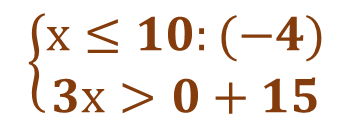 x ≤ 10: (−4)
3x > 0 + 15